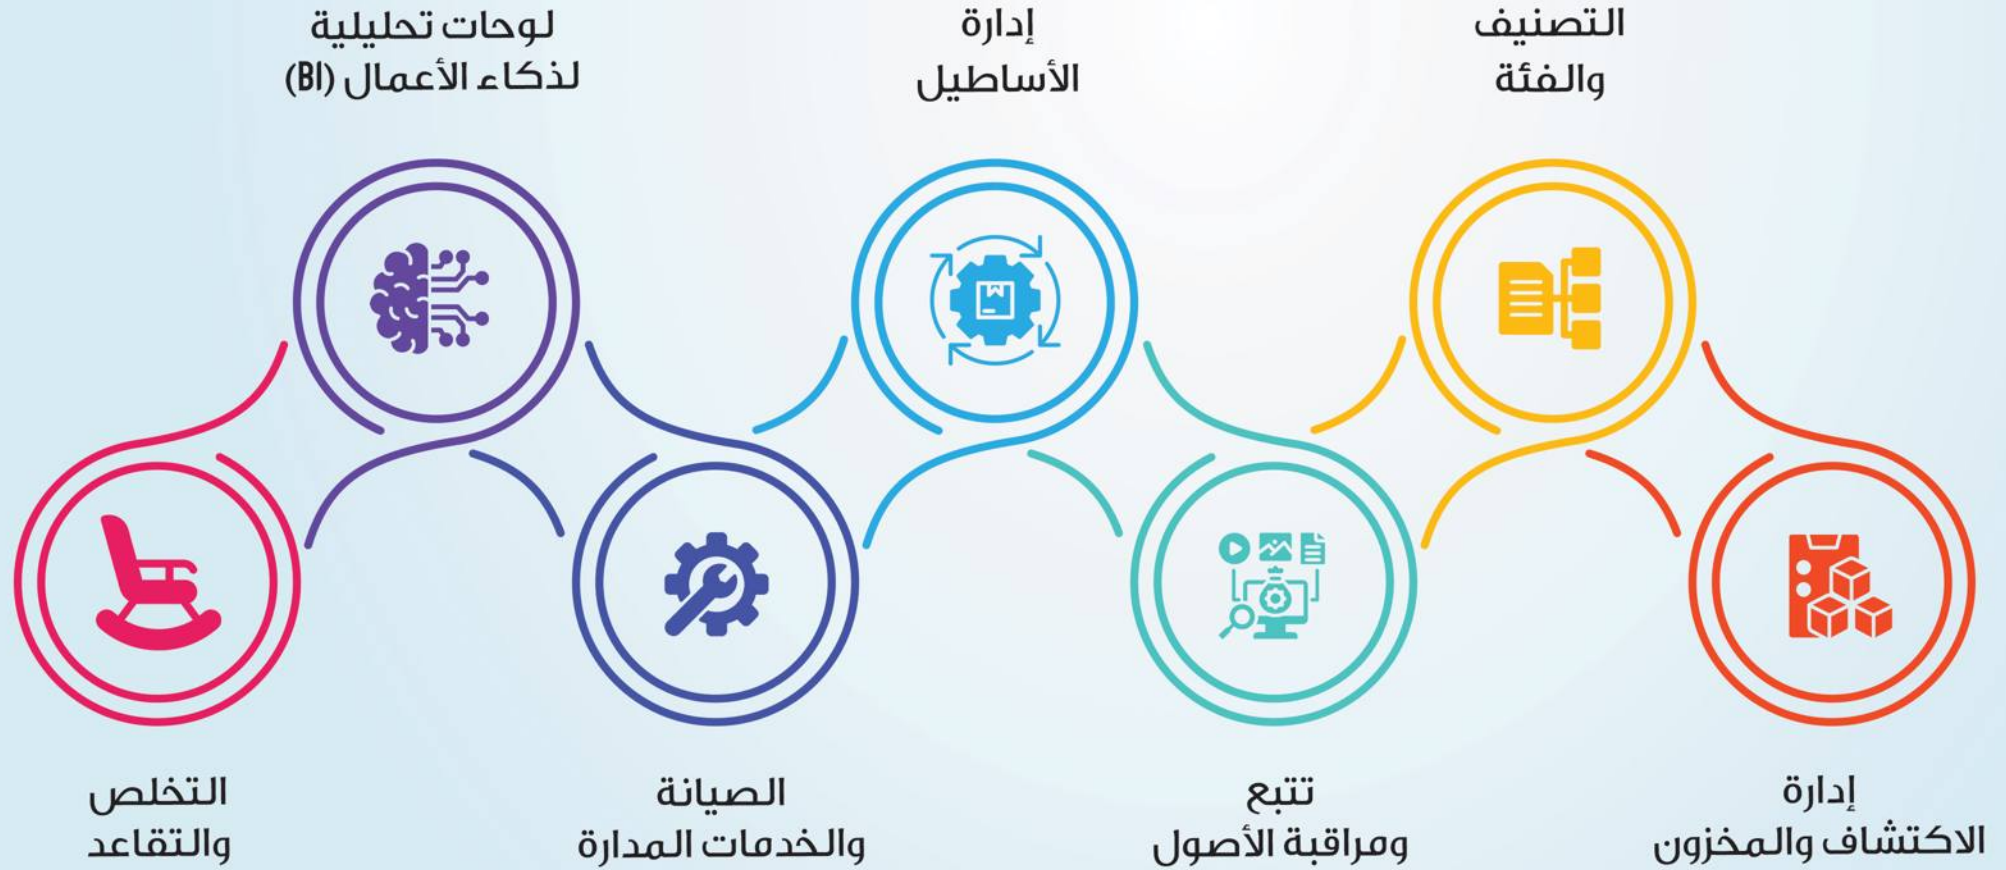 إدارة
الاكتشاف والمخزون
التصنيف
والفئة
تتبع
ومراقبة الأصول
إدارة
الأساطيل
الصيانة
والخدمات المدارة
لوحات تحليلية
لذكاء الأعمال (BI)
التخلص
والتقاعد